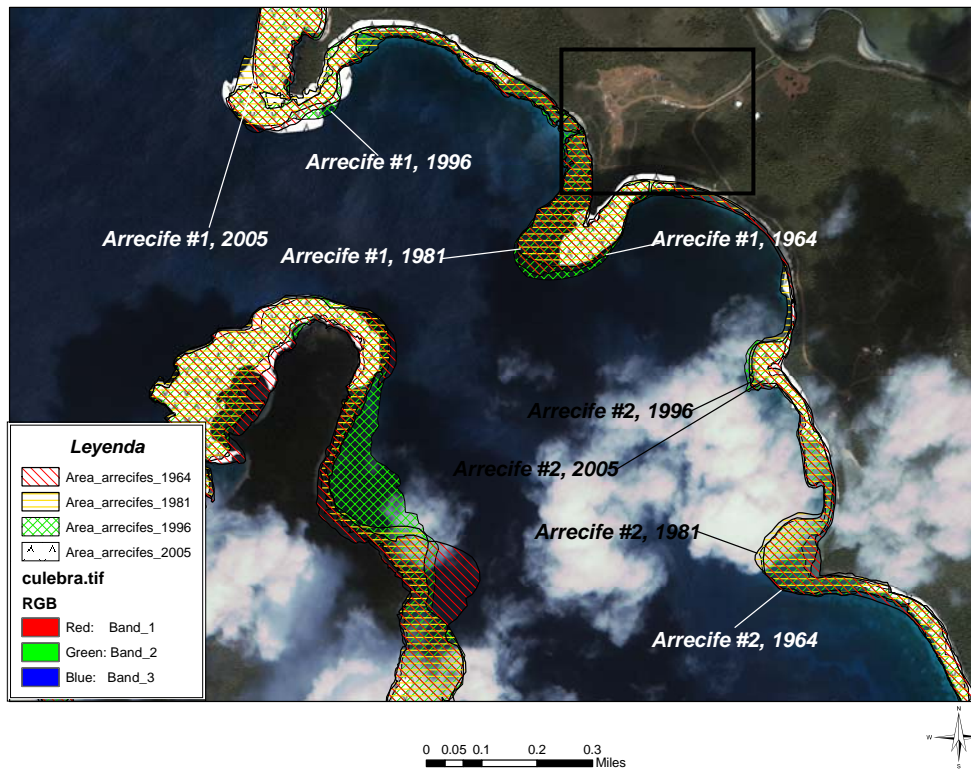 Arrecife #1, 1996
Arrecife #1, 2005
Arrecife #1, 1981
Arrecife #1, 1964
Arrecife #2, 1996
Arrecife #2, 2005
Arrecife #2, 1981
Arrecife #2, 1964
Leyenda
Area_arrecifes_1964
Area_arrecifes_1981
Area_arrecifes_1996
Area_arrecifes_2005
culebra.tif
RGB
Red: Band_1
Green: Band_2
Blue: Band_3
N
W
S
0 0.05 0.1 0.2 0.3
Miles